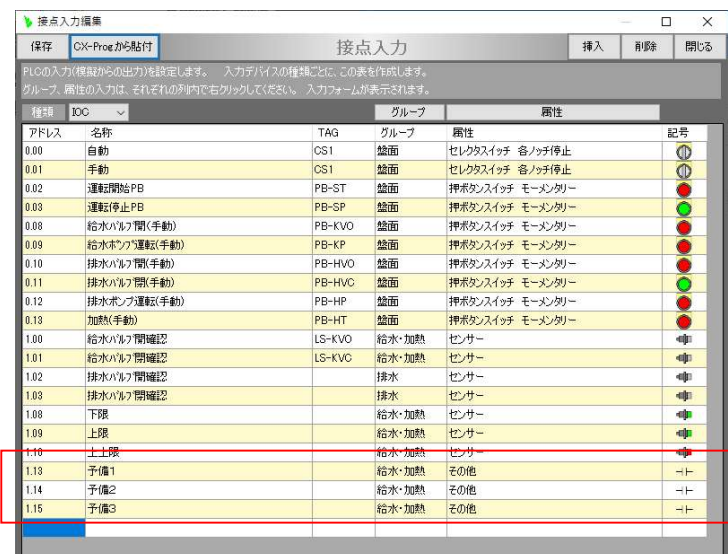 接点入力編集
保存 CX-Progから貼付 接点入力 挿入 削除 閉じる
PLCの入力(模擬からの出力)を設定します。 入力デバイスの種類ごとに、この表を作成します。
グループ、属性の入力は、それぞれの列内で右クリックしてください。 入力フォームが表示されます。
種類 IOC グループ 属性
アドレス 名称 TAG グループ 属性 記号
0.00 自動 CS1 盤面 セレクタスイッチ 各ノッチ停止
0.01 手動 CS1 盤面 セレクタスイッチ 各ノッチ停止
0.02 運転開始PB PB-ST 盤面 押ボタンスイッチ モーメンタリー
0.03 運転停止PB PB-SP 盤面 押ボタンスイッチ モーメンタリー
0.08 給水バルブ開(手動) PB-KVO 盤面 押ボタンスイッチ モーメンタリー
0.09 給水ポンプ運転(手動) PB-KP 盤面 押ボタンスイッチ モーメンタリー
0.10 排水バルブ開(手動) PB-HVO 盤面 押ボタンスイッチ モーメンタリー
0.11 排水バルブ閉(手動) PB-HVC 盤面 押ボタンスイッチ モーメンタリー
0.12 排水ポンプ運転(手動) PB-HP 盤面 押ボタンスイッチ モーメンタリー
0.13 加熱(手動) PB-HT 盤面 押ボタンスイッチ モーメンタリー
1.00 給水バルブ開確認 LS-KVO 給水・加熱 センサー
1.01 給水バルブ閉確認 LS-KVC 給水・加熱 センサー
1.02 排水バルブ開確認 排水 センサー
1.03 排水バルブ閉確認 排水 センサー
1.08 下限 給水・加熱 センサー
1.09 上限 給水・加熱 センサー
1.10 上上限 給水・加熱 センサー
1.13 予備1 給水・加熱 その他
1.14 予備2 給水・加熱 その他
1.15 予備3 給水・加熱 その他